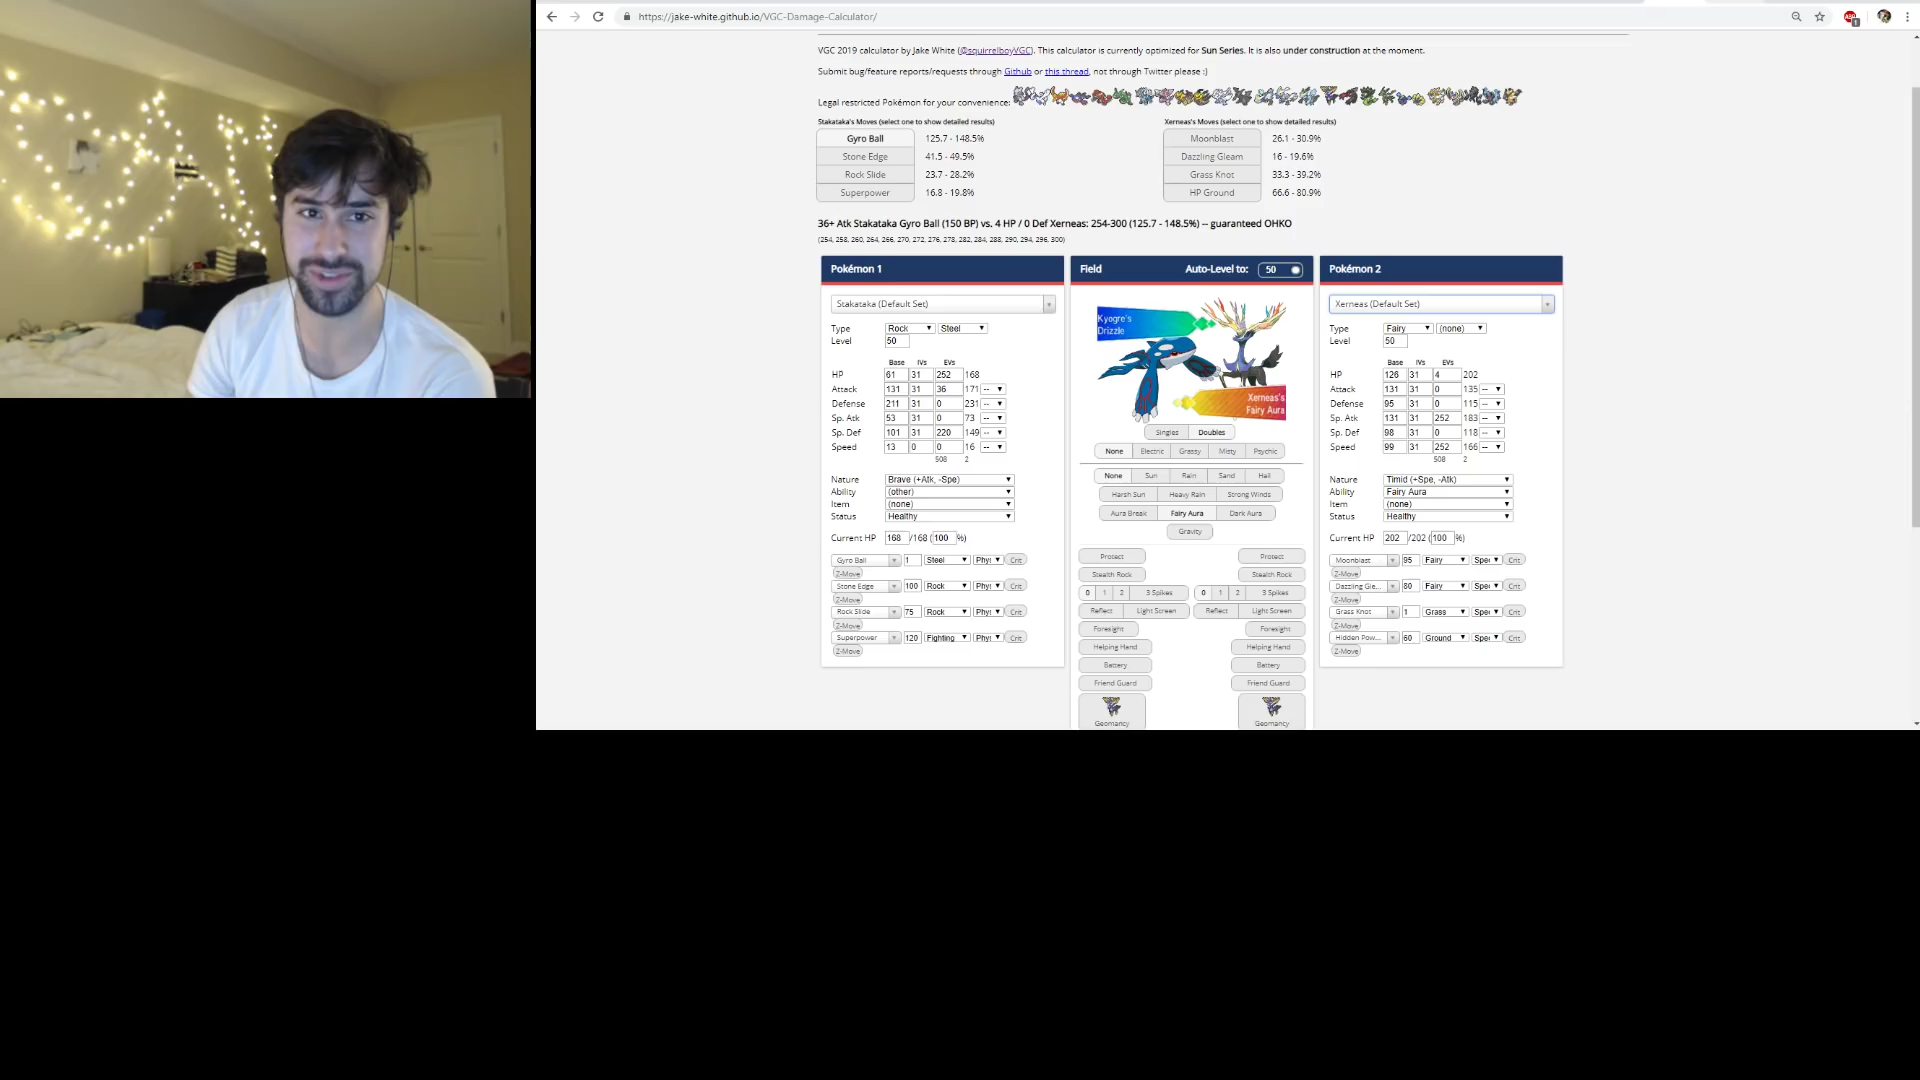 https://jake-white.github.io/VGC-Damage-Calculator/
VGC 2019 calculator by Jake White (@squirrelboyVGC). This calculator is currently optimized for Sun Series. It is also under construction at the moment.
Submit bug/feature reports/requests through Github or this thread, not through Twitter please :)
Legal restricted Pokémon for your convenience:
Stakataka's Moves (select one to show detailed results)
Gyro Ball 125.7 - 148.5%
Stone Edge 41.5 - 49.5%
Rock Slide 23.7 - 28.2%
Superpower 16.8 - 19.8%
Xerneas's Moves (select one to show detailed results)
Moonblast 26.1 - 30.9%
Dazzling Gleam 16 - 19.6%
Grass Knot 33.3 - 39.2%
HP Ground 66.6 - 80.9%
36+ Atk Stakataka Gyro Ball (150 BP) vs. 4 HP / 0 Def Xerneas: 254-300 (125.7 - 148.5%) -- guaranteed OHKO
(254, 258, 260, 264, 266, 270, 272, 276, 278, 282, 284, 288, 290, 294, 296, 300)
Pokémon 1
Stakataka (Default Set)
Type Rock Steel
Level 50
Base IVs EVs
HP 61 31 252 168
Attack 131 31 36 171 --
Defense 211 31 0 231 --
Sp. Atk 53 31 0 73 --
Sp. Def 101 31 220 149 --
Speed 13 0 0 16 --
508 2
Nature Brave (+Atk, -Spe)
Ability (other)
Item (none)
Status Healthy
Current HP 168 /168 (100 %)
Gyro Ball 1 Steel Phy Crit
Z-Move
Stone Edge 100 Rock Phy Crit
Z-Move
Rock Slide 75 Rock Phy Crit
Z-Move
Superpower 120 Fighting Phy Crit
Z-Move
Field Auto-Level to: 50
Kyogre's
Drizzle
Xerneas's
Fairy Aura
Singles Doubles
None Electric Grassy Misty Psychic
None Sun Rain Sand Hail
Harsh Sun Heavy Rain Strong Winds
Aura Break Fairy Aura Dark Aura
Gravity
Protect Protect
Stealth Rock Stealth Rock
0 1 2 3 Spikes 0 1 2 3 Spikes
Reflect Light Screen Reflect Light Screen
Foresight Foresight
Helping Hand Helping Hand
Battery Battery
Friend Guard Friend Guard
Geomancy Geomancy
Pokémon 2
Xerneas (Default Set)
Type Fairy (none)
Level 50
Base IVs EVs
HP 126 31 4 202
Attack 131 31 0 135 --
Defense 95 31 0 115 --
Sp. Atk 131 31 252 183 --
Sp. Def 98 31 0 118 --
Speed 99 31 252 166 --
508 2
Nature Timid (+Spe, -Atk)
Ability Fairy Aura
Item (none)
Status Healthy
Current HP 202 /202 (100 %)
Moonblast 95 Fairy Spe Crit
Z-Move
Dazzling Gle... 80 Fairy Spe Crit
Z-Move
Grass Knot 1 Grass Spe Crit
Z-Move
Hidden Pow... 60 Ground Spe Crit
Z-Move